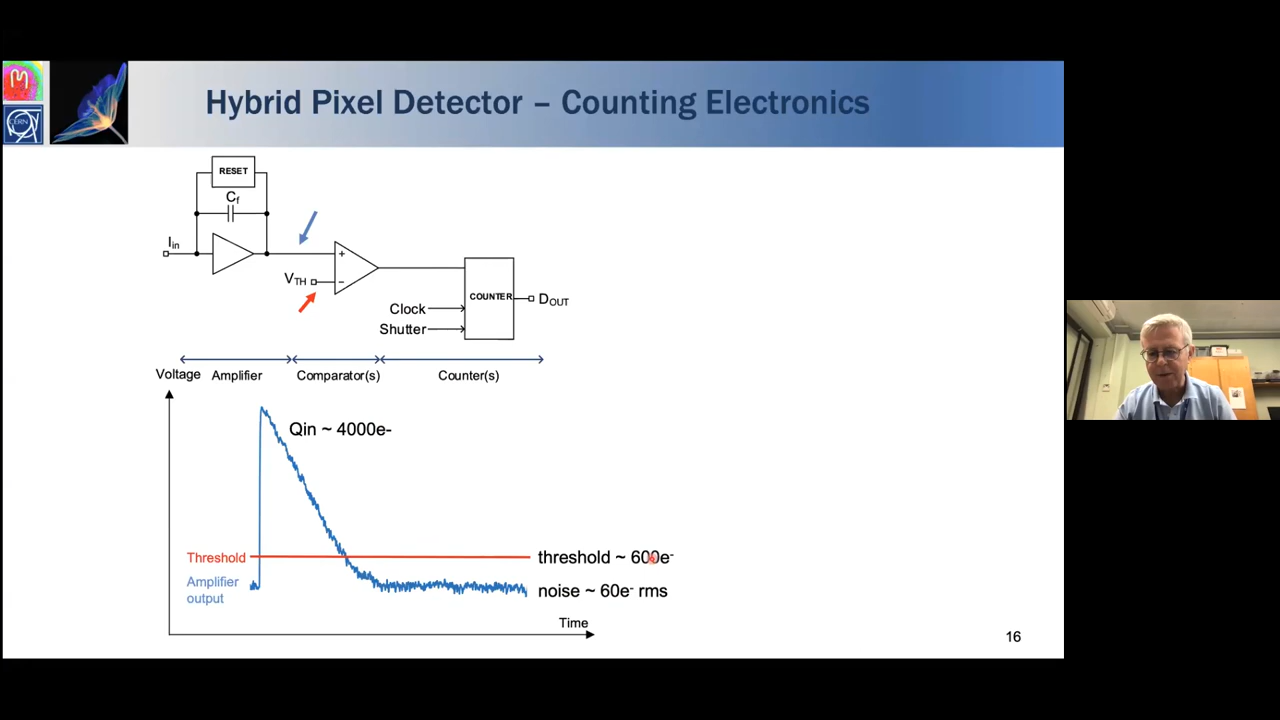 Hybrid Pixel Detector – Counting Electronics
M
CERN
RESET
Cf
Iin
+
VTH
-
COUNTER
DOUT
Clock
Shutter
Amplifier
Comparator(s)
Counter(s)
Voltage
Qin ~ 4000e-
Threshold
threshold ~ 600e-
Amplifier
output
noise ~ 60e- rms
Time
16